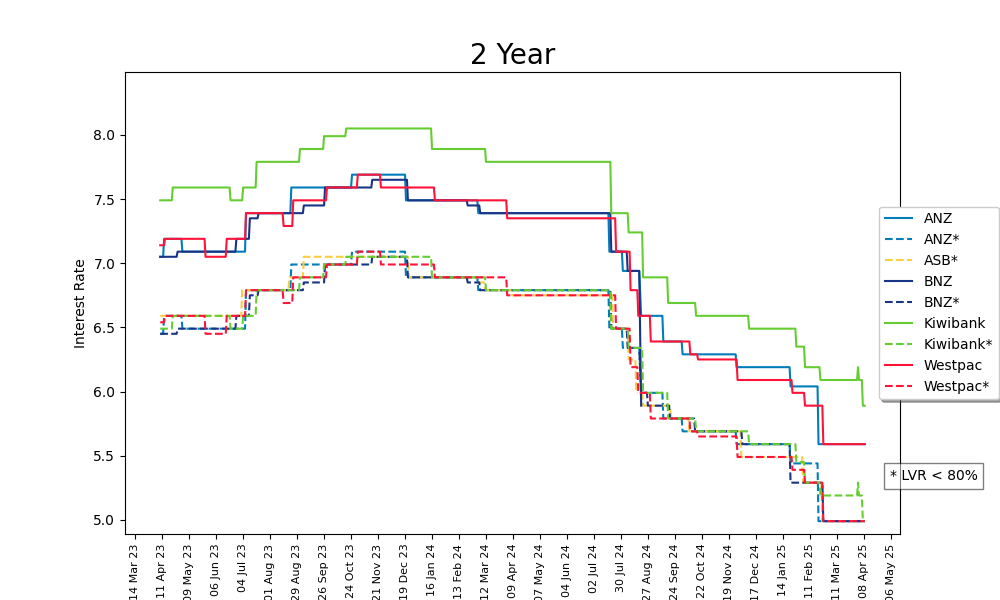 2 Year
Interest Rate
8.0
7.5
7.0
6.5
6.0
5.5
5.0
14 Mar 23
11 Apr 23
09 May 23
06 Jun 23
04 Jul 23
01 Aug 23
29 Aug 23
26 Sep 23
24 Oct 23
21 Nov 23
19 Dec 23
16 Jan 24
13 Feb 24
12 Mar 24
09 Apr 24
07 May 24
04 Jun 24
02 Jul 24
30 Jul 24
27 Aug 24
24 Sep 24
22 Oct 24
19 Nov 24
17 Dec 24
14 Jan 25
11 Feb 25
11 Mar 25
08 Apr 25
06 May 25
ANZ
ANZ*
ASB*
BNZ
BNZ*
Kiwibank
Kiwibank*
Westpac
Westpac*
* LVR < 80%